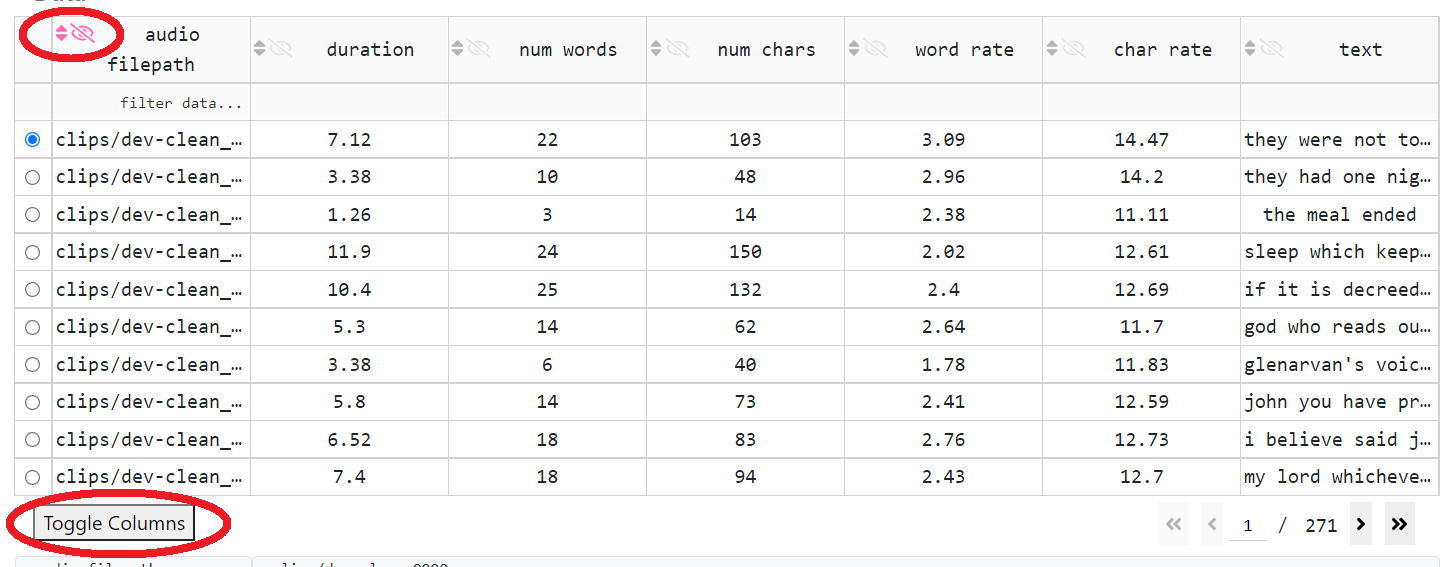 audio filepath duration num words num chars word rate char rate text
filter data...
clips/dev-clean_… 7.12 22 103 3.09 14.47 they were not to…
clips/dev-clean_… 3.38 10 48 2.96 14.2 they had one nig…
clips/dev-clean_… 1.26 3 14 2.38 11.11 the meal ended
clips/dev-clean_… 11.9 24 150 2.02 12.61 sleep which keep…
clips/dev-clean_… 10.4 25 132 2.4 12.69 if it is decreed…
clips/dev-clean_… 5.3 14 62 2.64 11.7 god who reads ou…
clips/dev-clean_… 3.38 6 40 1.78 11.83 glenarvan's voic…
clips/dev-clean_… 5.8 14 73 2.41 12.59 john you have pr…
clips/dev-clean_… 6.52 18 83 2.76 12.73 i believe said j…
clips/dev-clean_… 7.4 18 94 2.43 12.7 my lord whicheve…
Toggle Columns 1 / 271